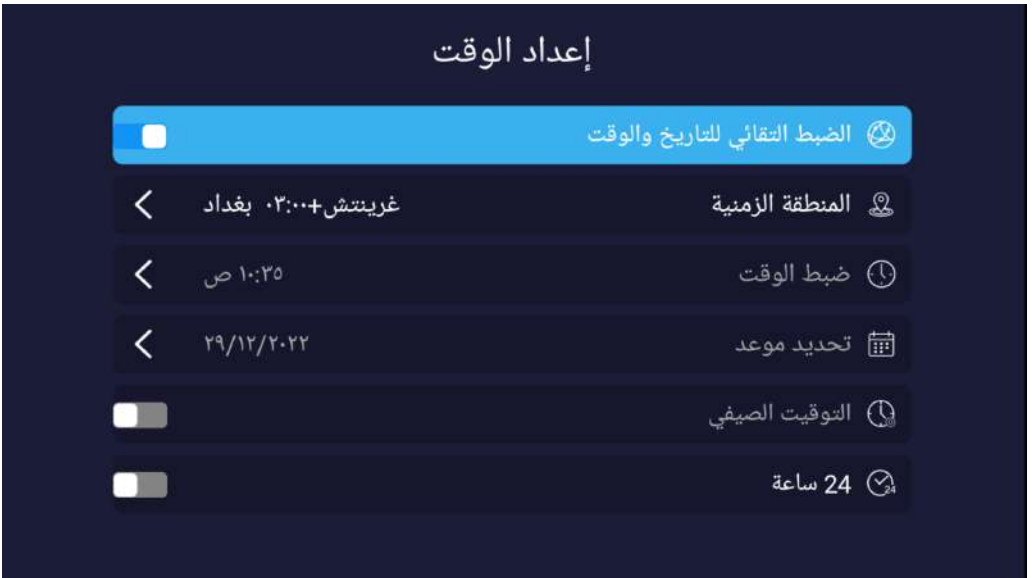 إعداد الوقت
الضبط التقائي للتاريخ والوقت
المنطقة الزمنية غرينتش+٠٣:٠٠ بغداد
ضبط الوقت ١٠:٣٥ ص
تحديد موعد ٢٩/١٢/٢٠٢٢
التوقيت الصيفي
24 ساعة